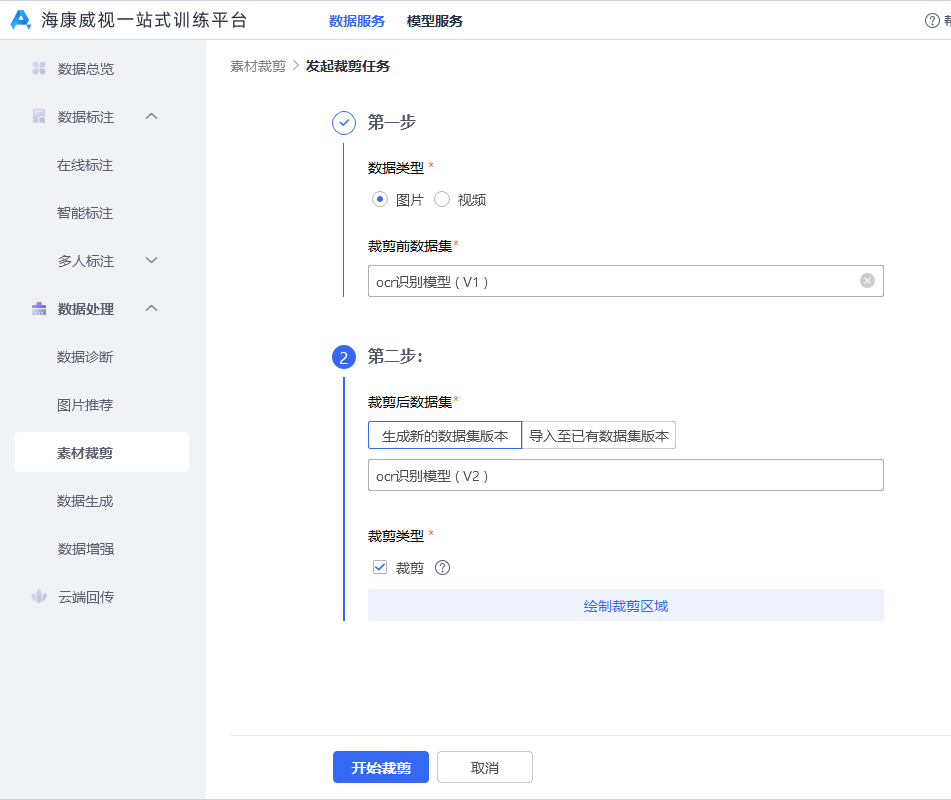 海康威视一站式训练平台
数据服务 模型服务
素材裁剪 > 发起裁剪任务
数据总览
数据标注
在线标注
智能标注
多人标注
数据处理
数据诊断
图片推荐
素材裁剪
数据生成
数据增强
云端回传
第一步
数据类型 *
图片 视频
裁剪前数据集*
ocr识别模型 ( V1 )
2 第二步:
裁剪后数据集*
生成新的数据集版本 导入至已有数据集版本
ocr识别模型 ( V2 )
裁剪类型 *
裁剪 ?
绘制裁剪区域
开始裁剪 取消